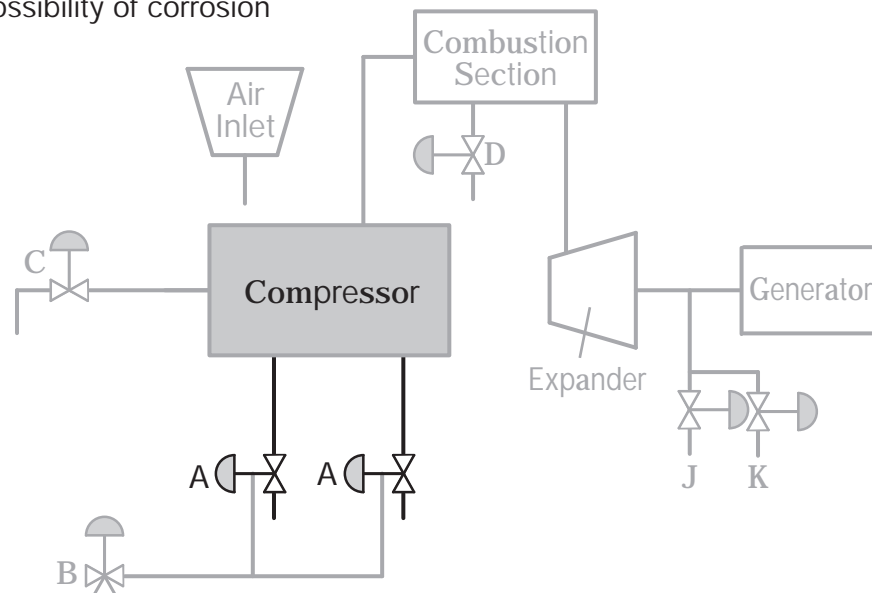 ossibility of corrosion
Combustion
Section
Air
Inlet
D
C
Compressor
Generator
Expander
A
A
J
K
B